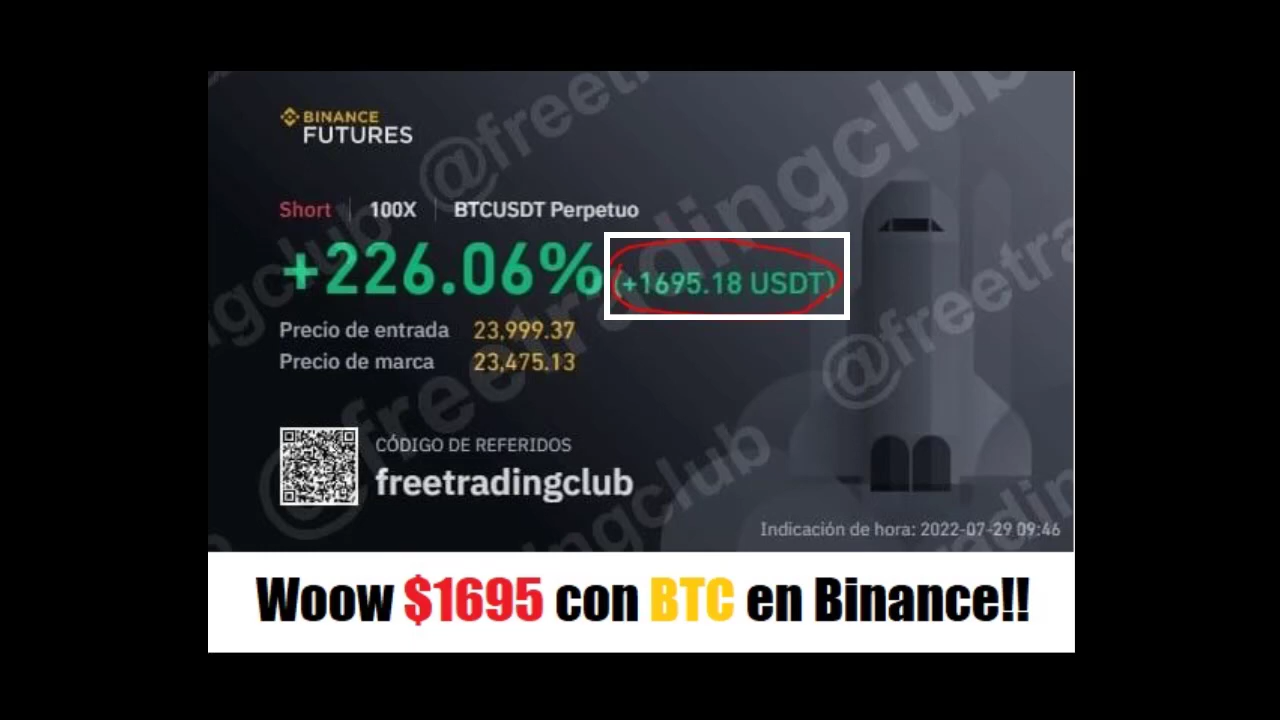 BINANCE
FUTURES
Short | 100X | BTCUSDT Perpetuo
+226.06% (+1695.18 USDT)
Precio de entrada 23,999.37
Precio de marca 23,475.13
CÓDIGO DE REFERIDOS
freetradingclub
Indicación de hora: 2022-07-29 09:46
@freetradingclub
Woow $1695 con BTC en Binance!!